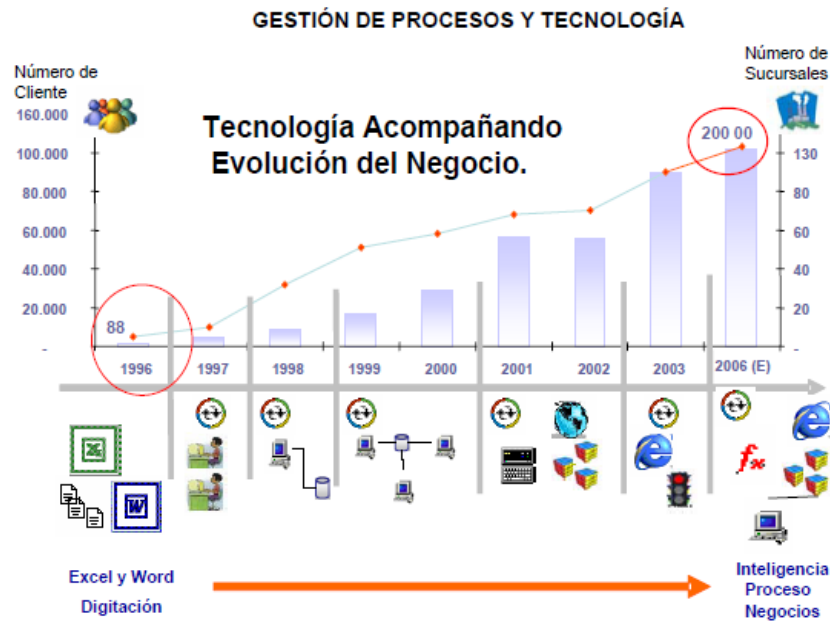 GESTIÓN DE PROCESOS Y TECNOLOGÍA
Número de
Cliente
Número de
Sucursales
Tecnología Acompañando
Evolución del Negocio.
160.000
100.000
80.000
60.000
40.000
20.000
-
88
200 00
130
80
60
40
20
-
1996
1997
1998
1999
2000
2001
2002
2003
2006 (E)
Excel y Word
Digitación
Inteligencia
Proceso
Negocios